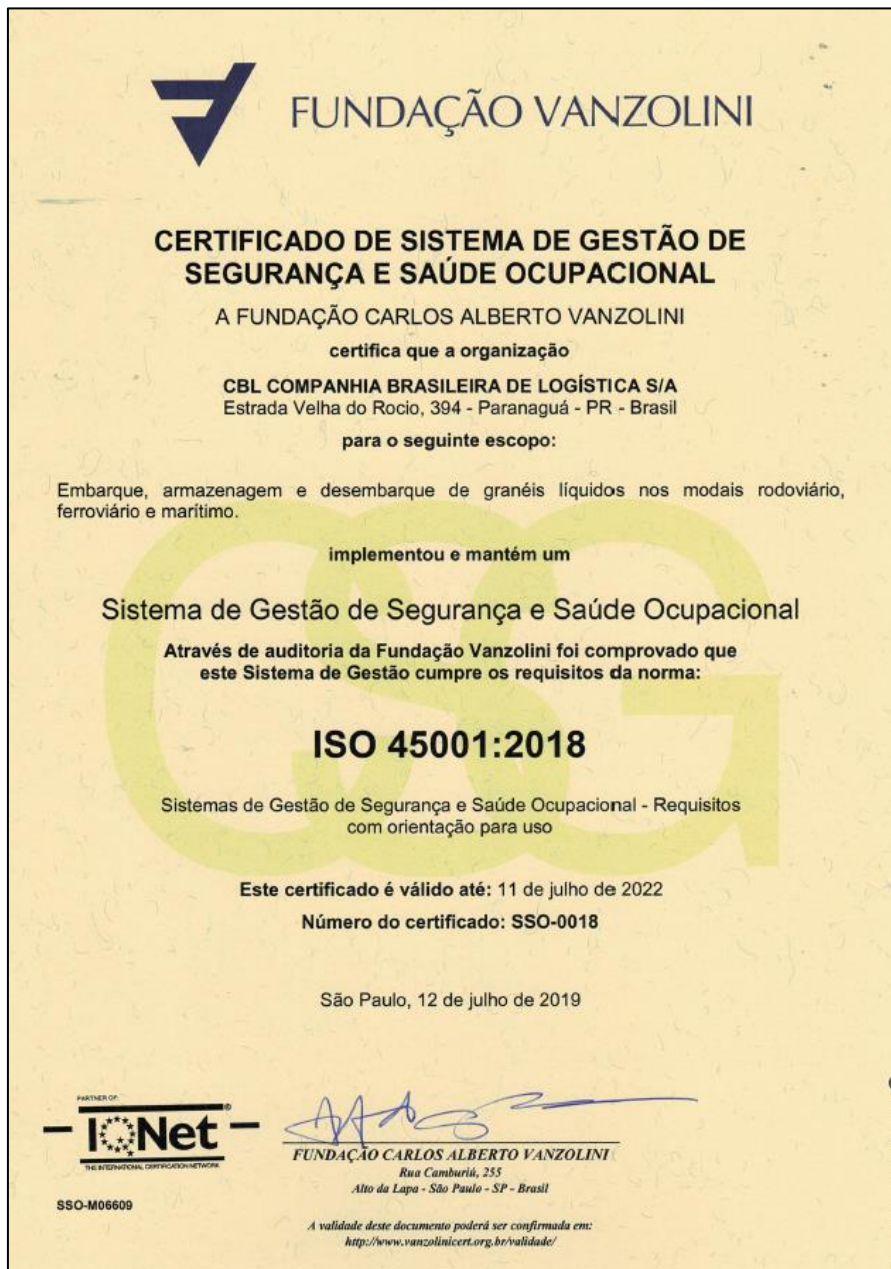 FUNDAÇÃO VANZOLINI
CERTIFICADO DE SISTEMA DE GESTÃO DE
SEGURANÇA E SAÚDE OCUPACIONAL
A FUNDAÇÃO CARLOS ALBERTO VANZOLINI
certifica que a organização
CBL COMPANHIA BRASILEIRA DE LOGÍSTICA S/A
Estrada Velha do Rocio, 394 - Paranaguá - PR - Brasil
para o seguinte escopo:
Embarque, armazenagem e desembarque de granéis líquidos nos modais rodoviário,
ferroviário e marítimo.
implementou e mantém um
Sistema de Gestão de Segurança e Saúde Ocupacional
Através de auditoria da Fundação Vanzolini foi comprovado que
este Sistema de Gestão cumpre os requisitos da norma:
CSG
ISO 45001:2018
Sistemas de Gestão de Segurança e Saúde Ocupacional - Requisitos
com orientação para uso
Este certificado é válido até: 11 de julho de 2022
Número do certificado: SSO-0018
São Paulo, 12 de julho de 2019
PARTNER OF:
IQNet ®
THE INTERNATIONAL CERTIFICATION NETWORK
SSO-M06609
FUNDAÇÃO CARLOS ALBERTO VANZOLINI
Rua Camburiú, 255
Alto da Lapa - São Paulo - SP - Brasil
A validade deste documento poderá ser confirmada em:
http://www.vanzolinicert.org.br/validade/